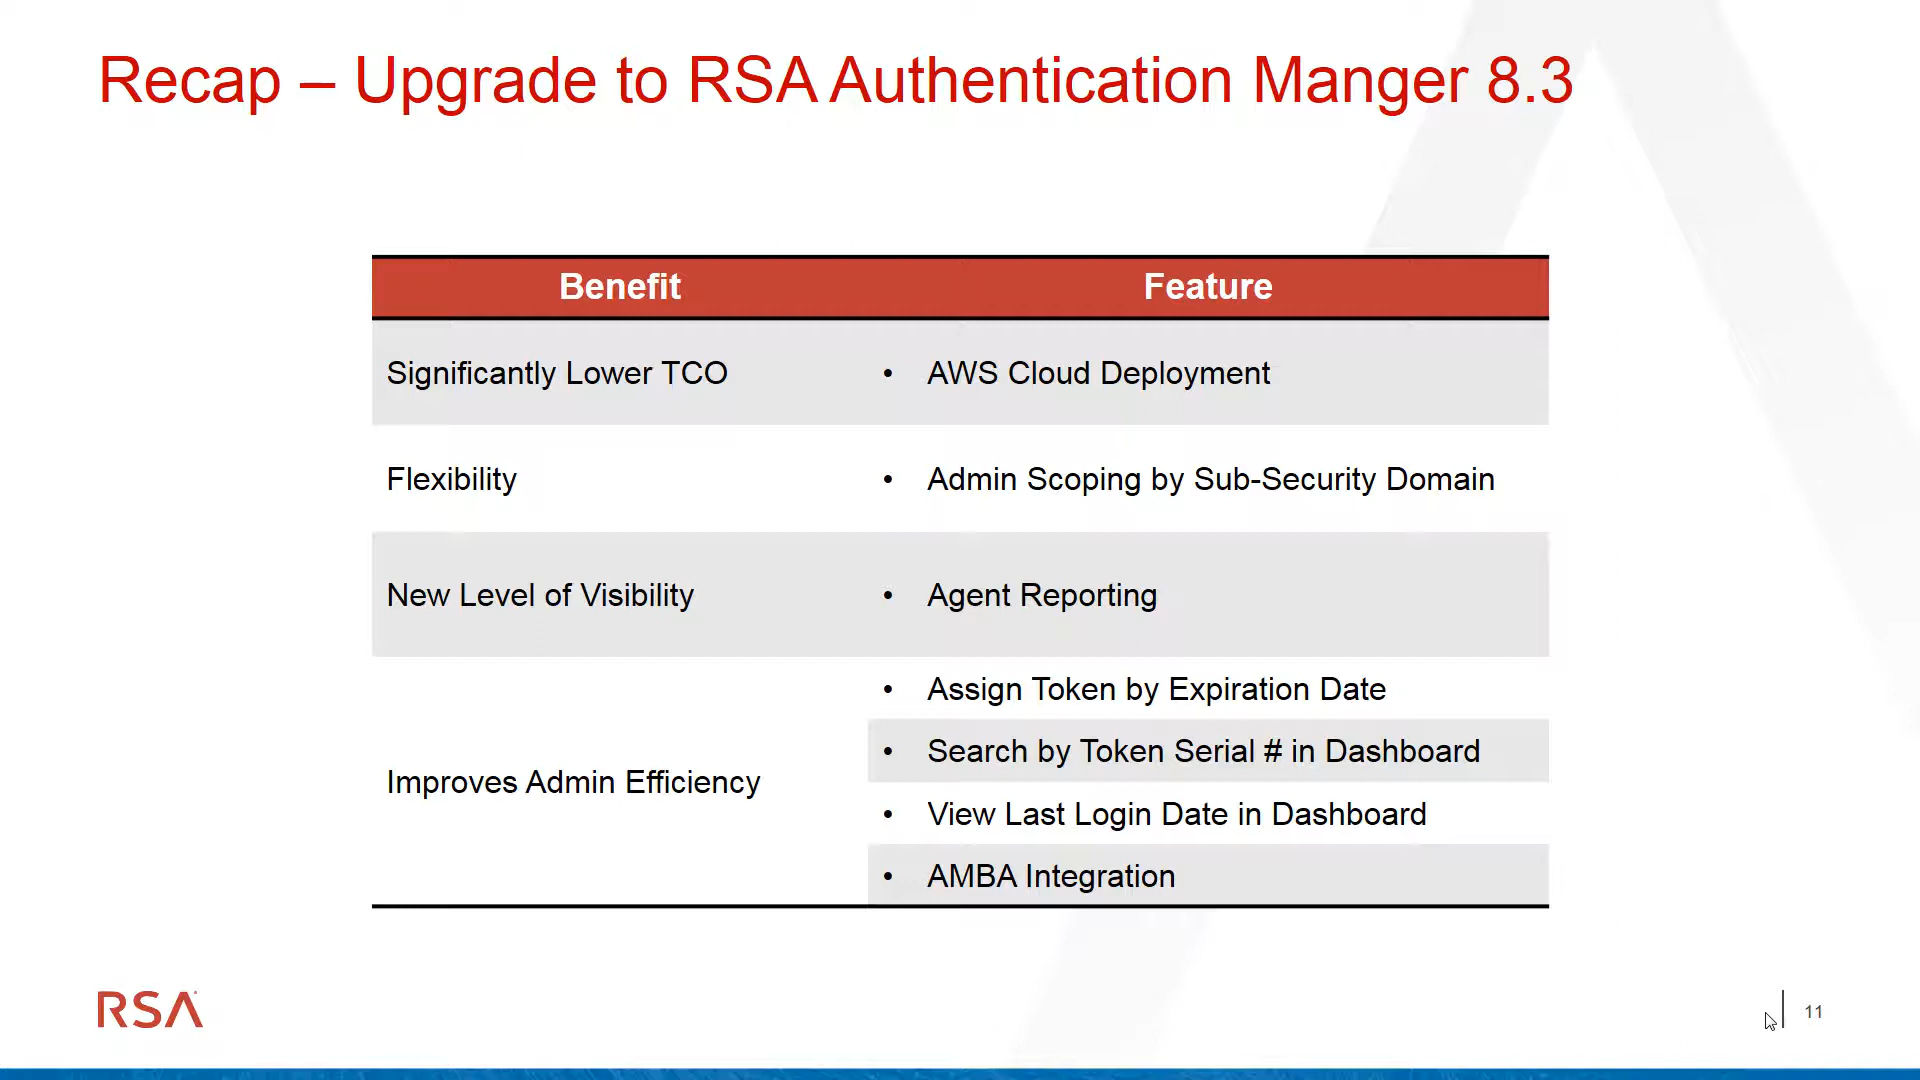 Recap – Upgrade to RSA Authentication Manger 8.3
Benefit Feature
Significantly Lower TCO • AWS Cloud Deployment
Flexibility • Admin Scoping by Sub-Security Domain
New Level of Visibility • Agent Reporting
Improves Admin Efficiency
• Assign Token by Expiration Date
• Search by Token Serial # in Dashboard
• View Last Login Date in Dashboard
• AMBA Integration
RSA
11